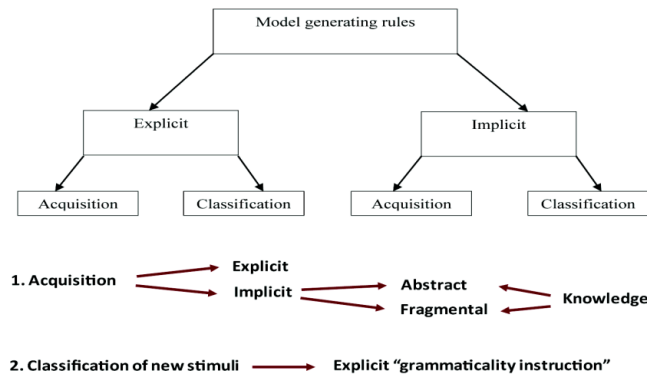 Model generating rules
Explicit
Implicit
Acquisition
Classification
Acquisition
Classification
1. Acquisition
Explicit
Implicit
Abstract
Fragmental
Knowledge
2. Classification of new stimuli
Explicit “grammaticality instruction”